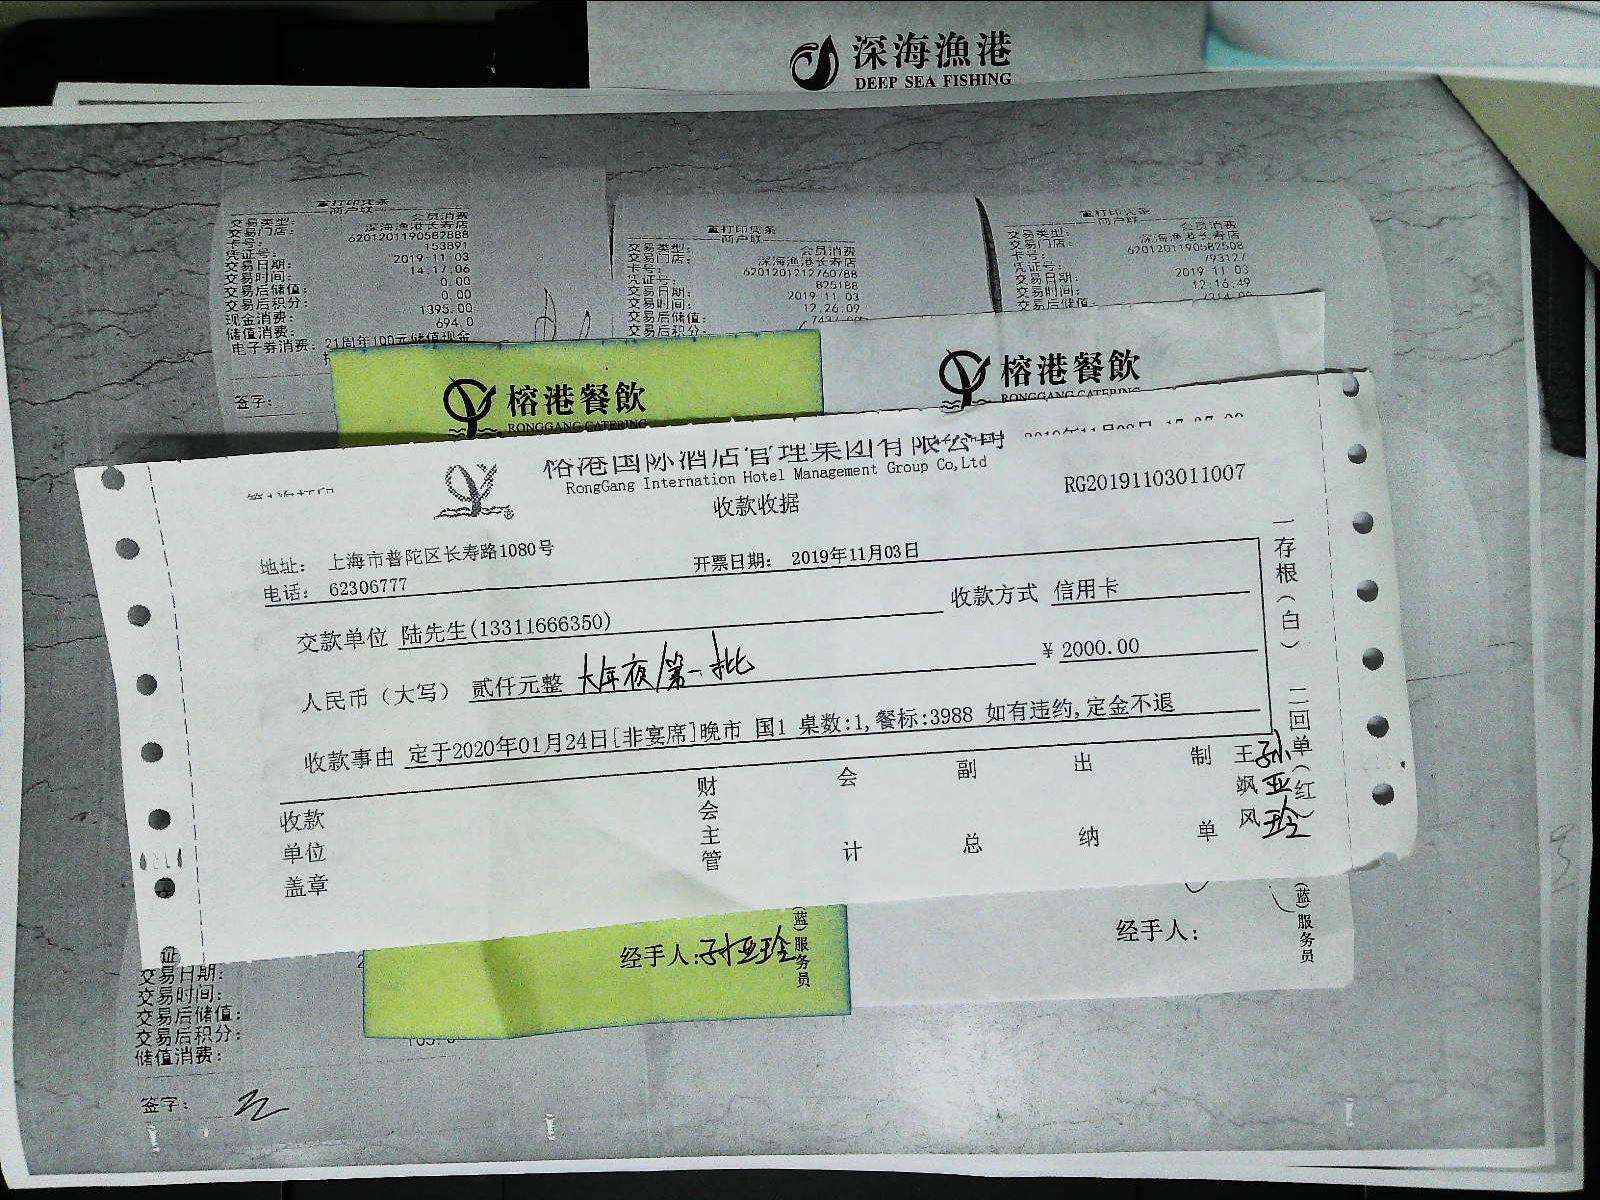 深海漁港
DEEP SEA FISHING
重打印凭条
商户联
交易类型: 会员消费
交易门店: 深海渔港长寿店
卡号: 6201201190582888
凭证号: 153891
交易日期: 2019-11-03
交易时间: 14.17.06
交易后储值: 0.00
交易后积分: 0.00
现金消费: 1395.00
储值消费: 694.0
电子券消费: 21周年100元储值现金
签字:
重打印凭条
商户联
交易类型: 会员消费
交易门店: 深海渔港长寿店
卡号: 6201201212760788
凭证号: 825188
交易日期: 2019 11 03
交易时间: 12.26.09
交易后储值:
交易后积分:
重打印凭条
商户联
交易类型: 会员消费
交易门店: 深海渔港长寿店
卡号: 6201201190582508
凭证号: 793127
交易日期: 2019 11 03
交易时间: 12.16.49
交易后储值:
榕港餐飲
RONGGANG CATERING
榕港餐飲
RONGGANG CATERING
榕港国际酒店管理集团有限公司
RongGang Internation Hotel Management Group Co,Ltd
收款收据
RG20191103011007
地址: 上海市普陀区长寿路1080号
开票日期: 2019年11月03日
电话: 62306777
交款单位 陆先生(13311666350)
收款方式 信用卡
人民币(大写) 贰仟元整 大年夜/第一批
¥ 2000.00
收款事由 定于2020年01月24日[非宴席]晚市 国1 桌数:1,餐标:3988 如有违约,定金不退
一存根(白) 二回单(红)
收款单位盖章
财会主管
会计
副总
出纳
制单
王飒风
孙亚玲
经手人:孙亚玲
(蓝)服务员
经手人:
(蓝)服务员
交易日期:
交易时间:
交易后储值:
交易后积分:
储值消费:
签字: